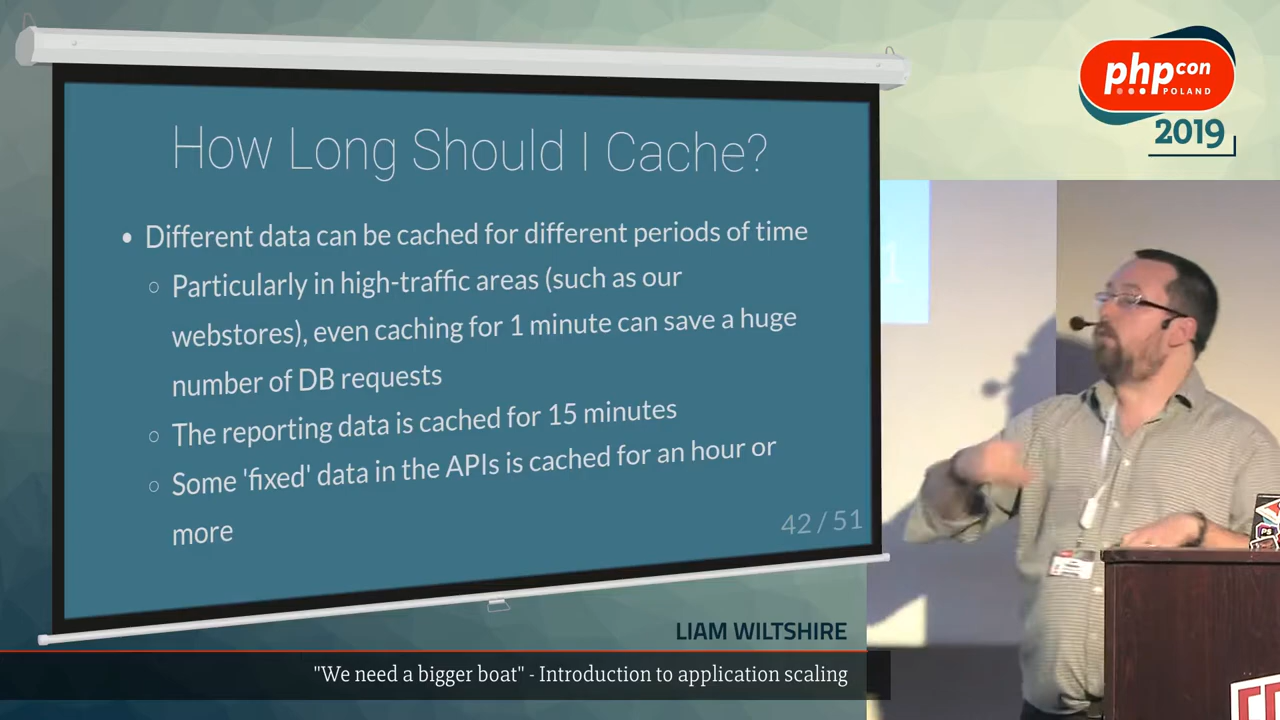 php con
POLAND
2019
How Long Should I Cache?
Different data can be cached for different periods of time
Particularly in high-traffic areas (such as our
webstores), even caching for 1 minute can save a huge
number of DB requests
The reporting data is cached for 15 minutes
Some 'fixed' data in the APIs is cached for an hour or
more
42 / 51
LIAM WILTSHIRE
"We need a bigger boat" - Introduction to application scaling